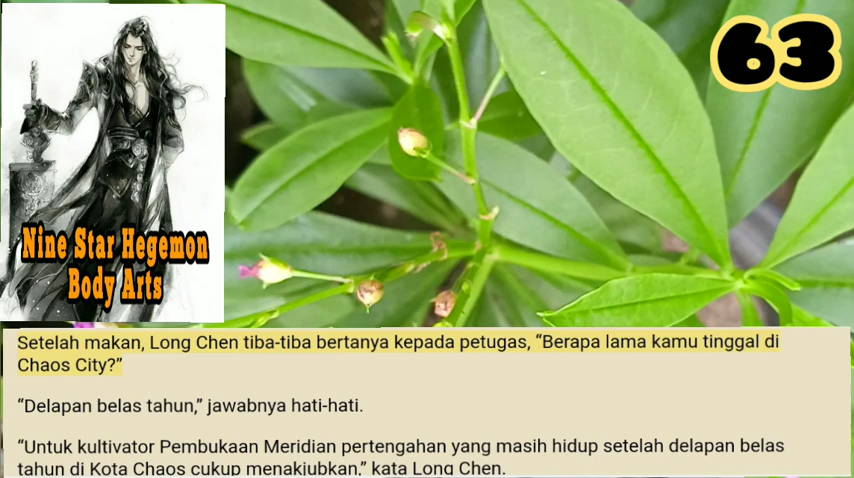 63
Nine Star Hegemon
Body Arts
Setelah makan, Long Chen tiba-tiba bertanya kepada petugas, “Berapa lama kamu tinggal di
Chaos City?”
“Delapan belas tahun,” jawabnya hati-hati.
“Untuk kultivator Pembukaan Meridian pertengahan yang masih hidup setelah delapan belas
tahun di Kota Chaos cukup menakjubkan,” kata Long Chen.